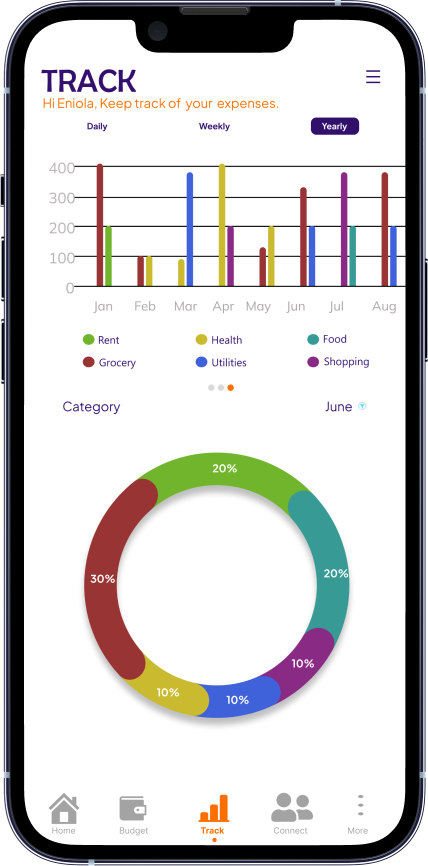 TRACK
Hi Eniola, Keep track of your expenses.
Daily Weekly Yearly
400
300
200
100
0
Jan Feb Mar Apr May Jun Jul Aug
Rent Health Food
Grocery Utilities Shopping
Category June
20%
30% 20%
10%
10% 10%
Home Budget Track Connect More